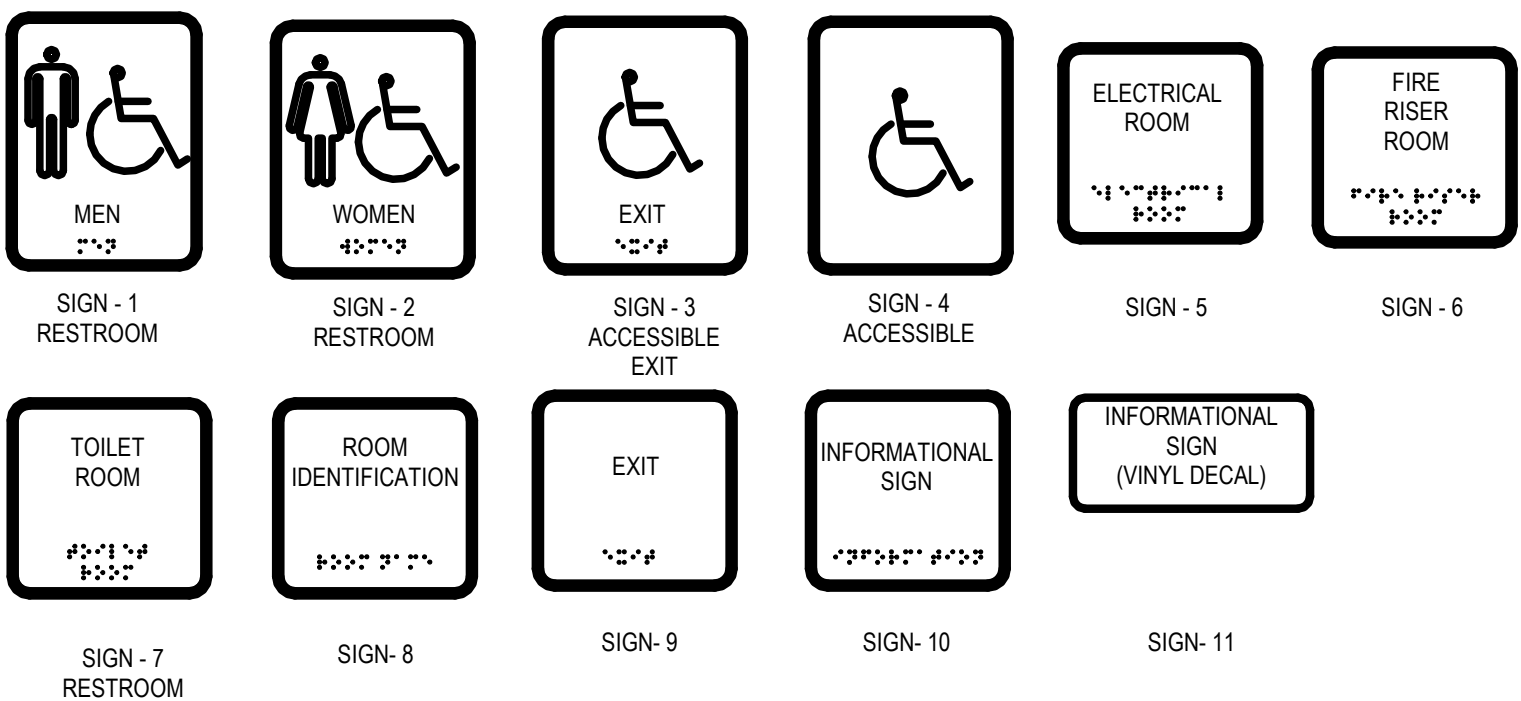 MEN
⠍⠑⠝
SIGN - 1
RESTROOM
WOMEN
⠺⠕⠍⠑⠝
SIGN - 2
RESTROOM
EXIT
⠑⠭⠊⠞
SIGN - 3
ACCESSIBLE
EXIT
SIGN - 4
ACCESSIBLE
ELECTRICAL
ROOM
⠑⠇⠑⠉⠞⠗⠊⠉⠁⠇
⠗⠕⠕⠍
SIGN - 5
FIRE
RISER
ROOM
⠋⠊⠗⠑ ⠗⠊⠎⠑⠗
⠗⠕⠕⠍
SIGN - 6
TOILET
ROOM
⠞⠕⠊⠇⠑⠞
⠗⠕⠕⠍
SIGN - 7
RESTROOM
ROOM
IDENTIFICATION
⠗⠕⠕⠍ ⠝⠁⠍⠑
SIGN- 8
EXIT
⠑⠭⠊⠞
SIGN- 9
INFORMATIONAL
SIGN
⠊⠝⠋⠕⠗⠍⠁⠞⠊⠕⠝
SIGN- 10
INFORMATIONAL
SIGN
(VINYL DECAL)
SIGN- 11